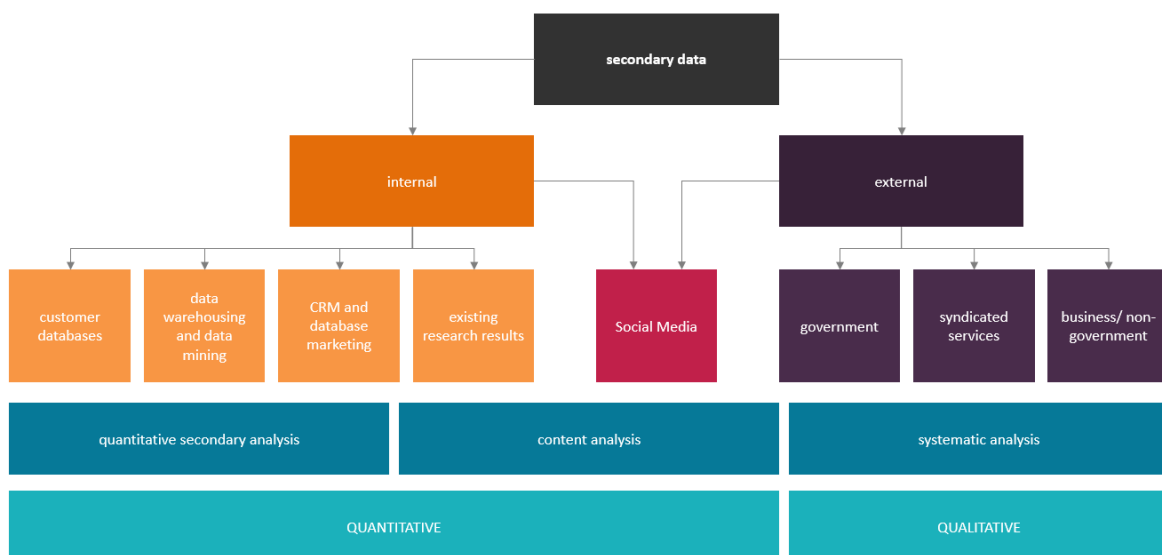 secondary data
internal
external
customer
databases
data
warehousing
and data
mining
CRM and
database
marketing
existing
research results
Social Media
government
syndicated
services
business/ non-
government
quantitative secondary analysis
content analysis
systematic analysis
QUANTITATIVE
QUALITATIVE